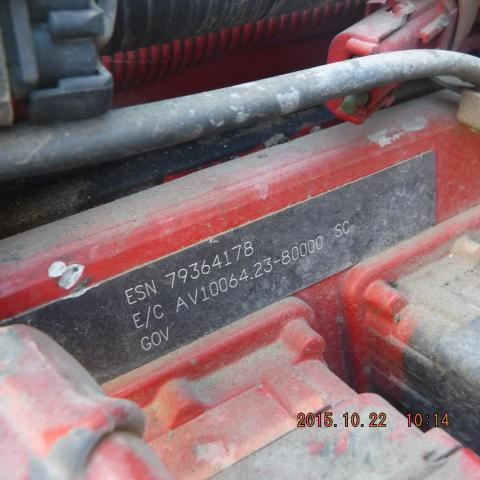 ESN 79364178
E/C AV10064.23-80000 SC
GOV
2015.10.22 10:14